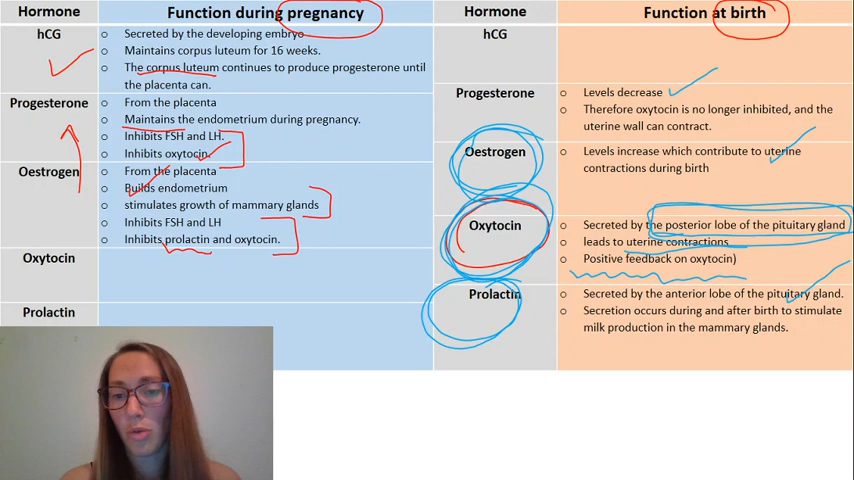 Hormone
Function during pregnancy
hCG
o Secreted by the developing embryo
o Maintains corpus luteum for 16 weeks.
o The corpus luteum continues to produce progesterone until
the placenta can.
Progesterone
o From the placenta
o Maintains the endometrium during pregnancy.
o Inhibits FSH and LH.
o Inhibits oxytocin.
Oestrogen
o From the placenta
o Builds endometrium
o stimulates growth of mammary glands
o Inhibits FSH and LH
o Inhibits prolactin and oxytocin.
Oxytocin
Prolactin
Hormone
Function at birth
hCG
Progesterone
o Levels decrease
o Therefore oxytocin is no longer inhibited, and the
uterine wall can contract.
Oestrogen
o Levels increase which contribute to uterine
contractions during birth
Oxytocin
o Secreted by the posterior lobe of the pituitary gland
o leads to uterine contractions
o Positive feedback on oxytocin)
Prolactin
o Secreted by the anterior lobe of the pituitary gland.
o Secretion occurs during and after birth to stimulate
milk production in the mammary glands.